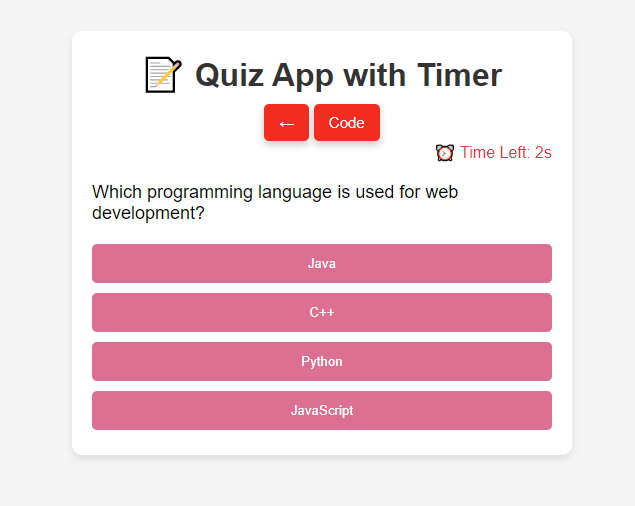 📝 Quiz App with Timer
← Code
⏰ Time Left: 2s
Which programming language is used for web
development?
Java
C++
Python
JavaScript